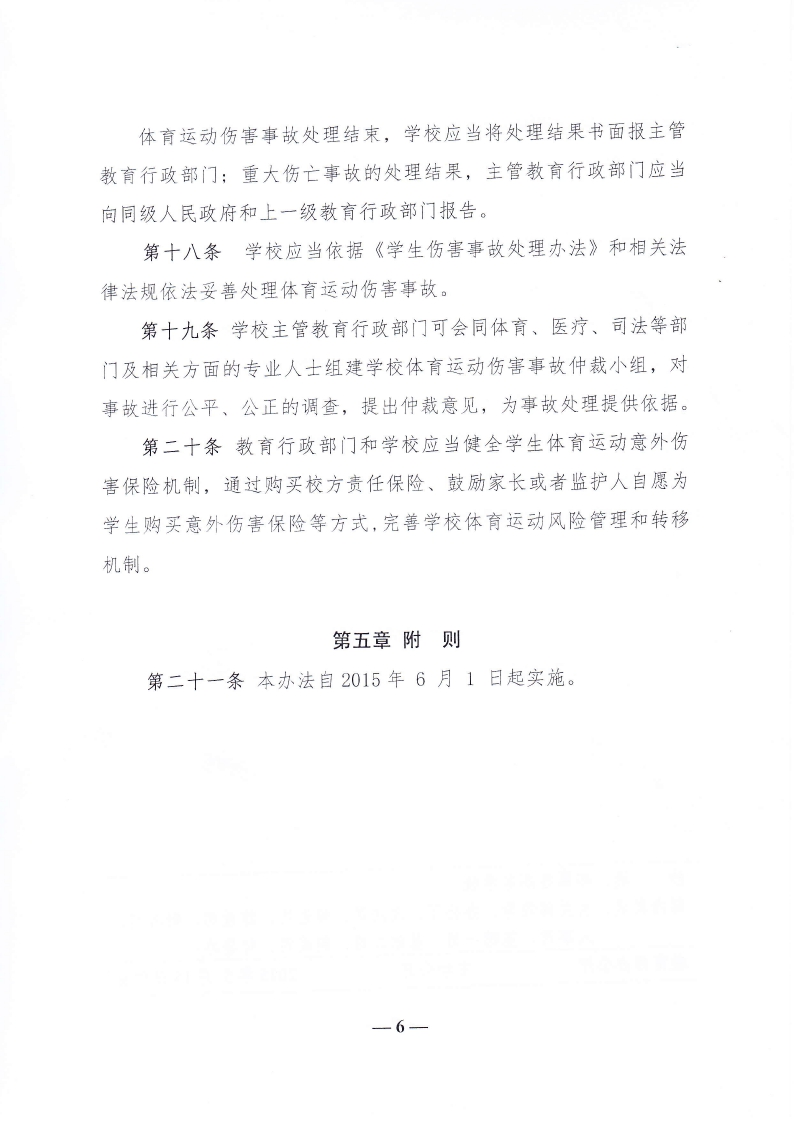 体育运动伤害事故处理结束，学校应当将处理结果书面报主管
教育行政部门；重大伤亡事故的处理结果，主管教育行政部门应当
向同级人民政府和上一级教育行政部门报告。
第十八条 学校应当依据《学生伤害事故处理办法》和相关法
律法规依法妥善处理体育运动伤害事故。
第十九条 学校主管教育行政部门可会同体育、医疗、司法等部
门及相关方面的专业人士组建学校体育运动伤害事故仲裁小组，对
事故进行公平、公正的调查，提出仲裁意见，为事故处理提供依据。
第二十条 教育行政部门和学校应当健全学生体育运动意外伤
害保险机制，通过购买校方责任保险、鼓励家长或者监护人自愿为
学生购买意外伤害保险等方式,完善学校体育运动风险管理和转移
机制。
第五章 附 则
第二十一条 本办法自2015年 6 月 1 日起实施。
—6—